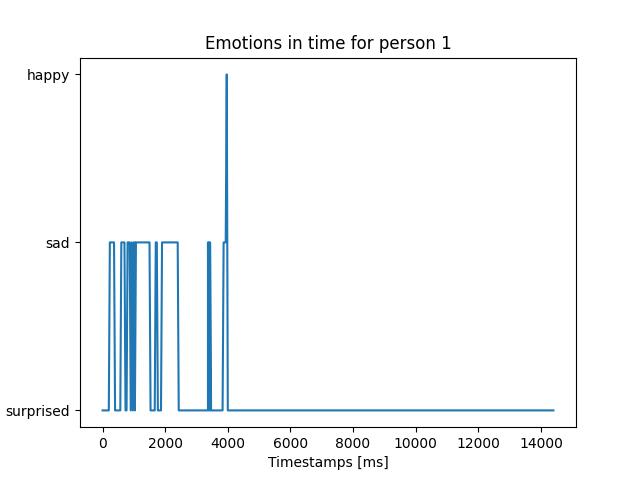 Emotions in time for person 1
happy
sad
surprised
0 2000 4000 6000 8000 10000 12000 14000
Timestamps [ms]